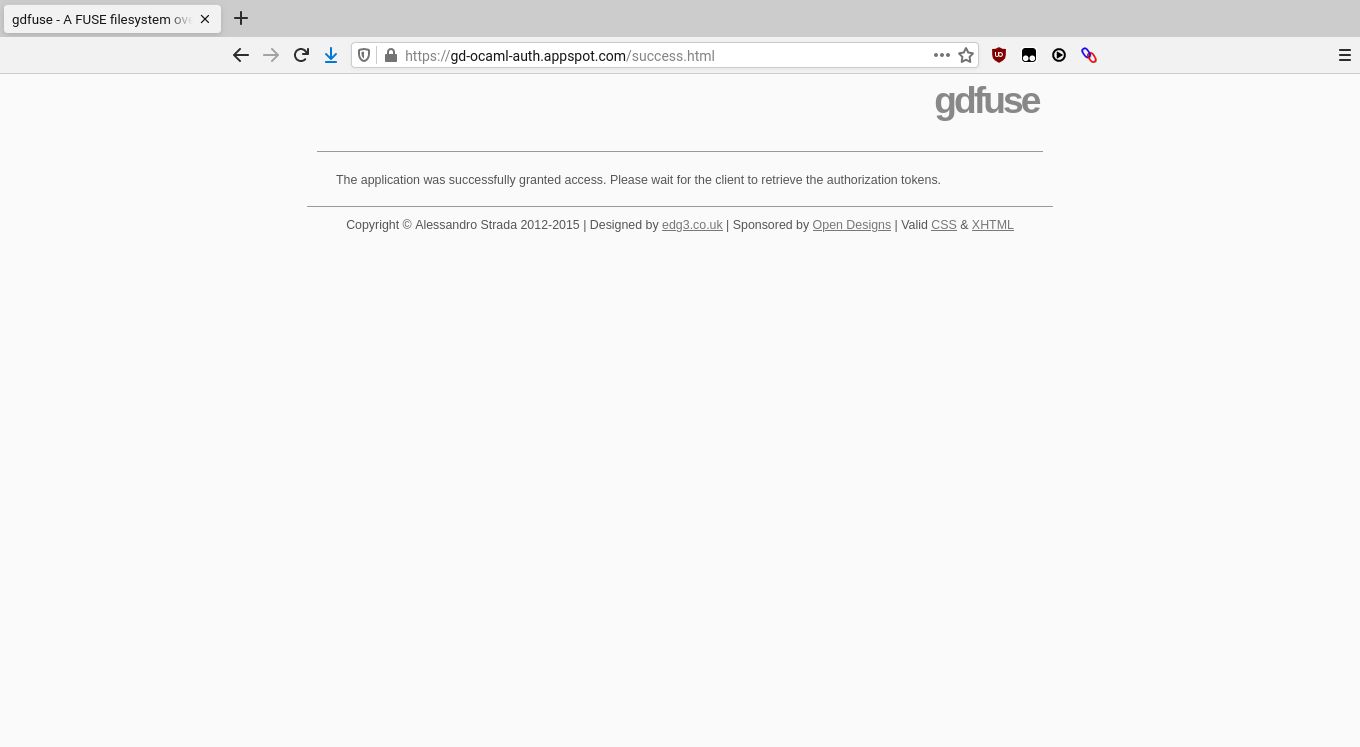 gdfuse - A FUSE filesystem ove
https://gd-ocaml-auth.appspot.com/success.html
gdfuse
The application was successfully granted access. Please wait for the client to retrieve the authorization tokens.
Copyright © Alessandro Strada 2012-2015 | Designed by edg3.co.uk | Sponsored by Open Designs | Valid CSS & XHTML